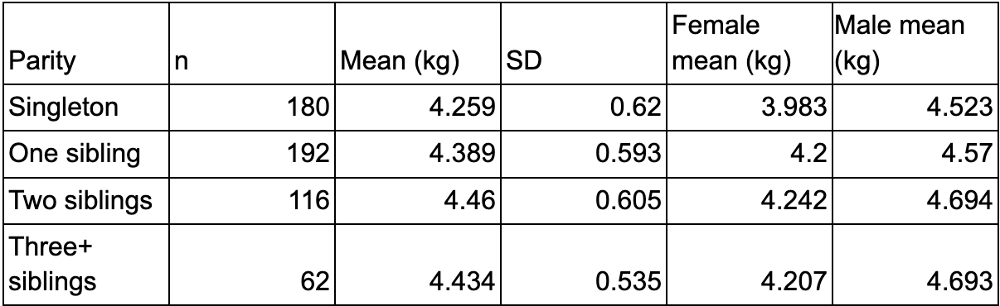 Parity n Mean (kg) SD Female mean (kg) Male mean (kg)
Singleton 180 4.259 0.62 3.983 4.523
One sibling 192 4.389 0.593 4.2 4.57
Two siblings 116 4.46 0.605 4.242 4.694
Three+ siblings 62 4.434 0.535 4.207 4.693